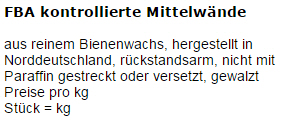 FBA kontrollierte Mittelwände
aus reinem Bienenwachs, hergestellt in
Norddeutschland, rückstandsarm, nicht mit
Paraffin gestreckt oder versetzt, gewalzt
Preise pro kg
Stück = kg